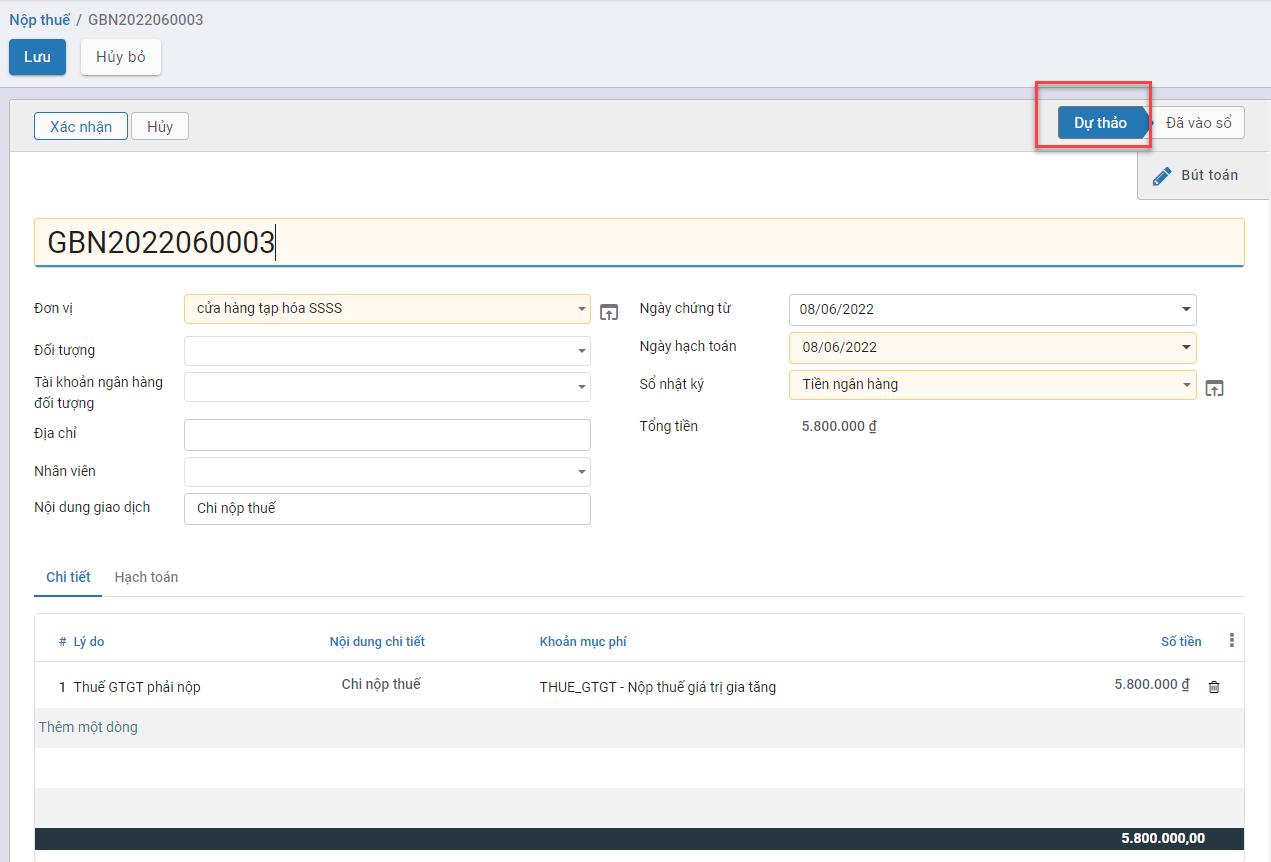 Nộp thuế / GBN2022060003
Lưu Hủy bỏ
Xác nhận Hủy Dự thảo Đã vào sổ
Bút toán
GBN2022060003
Đơn vị cửa hàng tạp hóa SSSS Ngày chứng từ 08/06/2022
Đối tượng Ngày hạch toán 08/06/2022
Tài khoản ngân hàng
đối tượng
Sổ nhật ký Tiền ngân hàng
Địa chỉ Tổng tiền 5.800.000 ₫
Nhân viên
Nội dung giao dịch Chi nộp thuế
Chi tiết Hạch toán
# Lý do Nội dung chi tiết Khoản mục phí Số tiền
1 Thuế GTGT phải nộp Chi nộp thuế THUE_GTGT - Nộp thuế giá trị gia tăng 5.800.000 ₫
Thêm một dòng
5.800.000,00